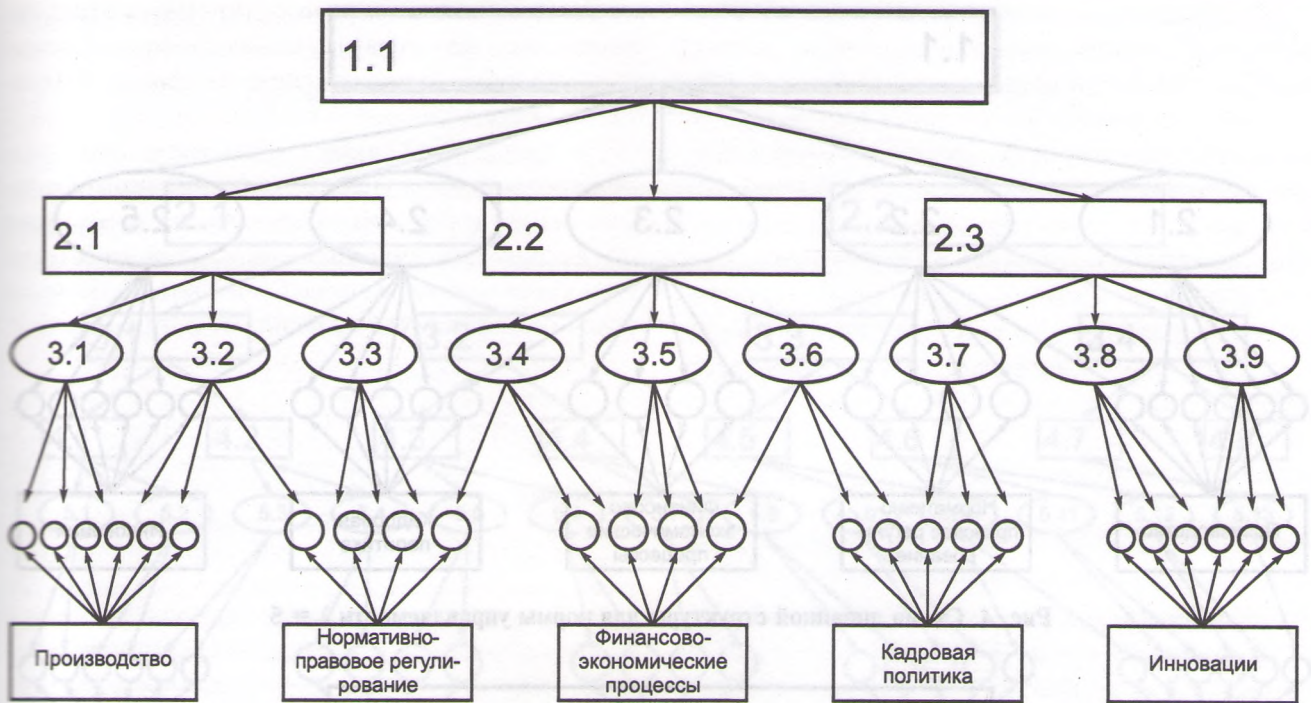 1.1
2.1
2.2
2.3
3.1
3.2
3.3
3.4
3.5
3.6
3.7
3.8
3.9
Производство
Нормативно-
правовое регули-
рование
Финансово-
экономические
процессы
Кадровая
политика
Инновации